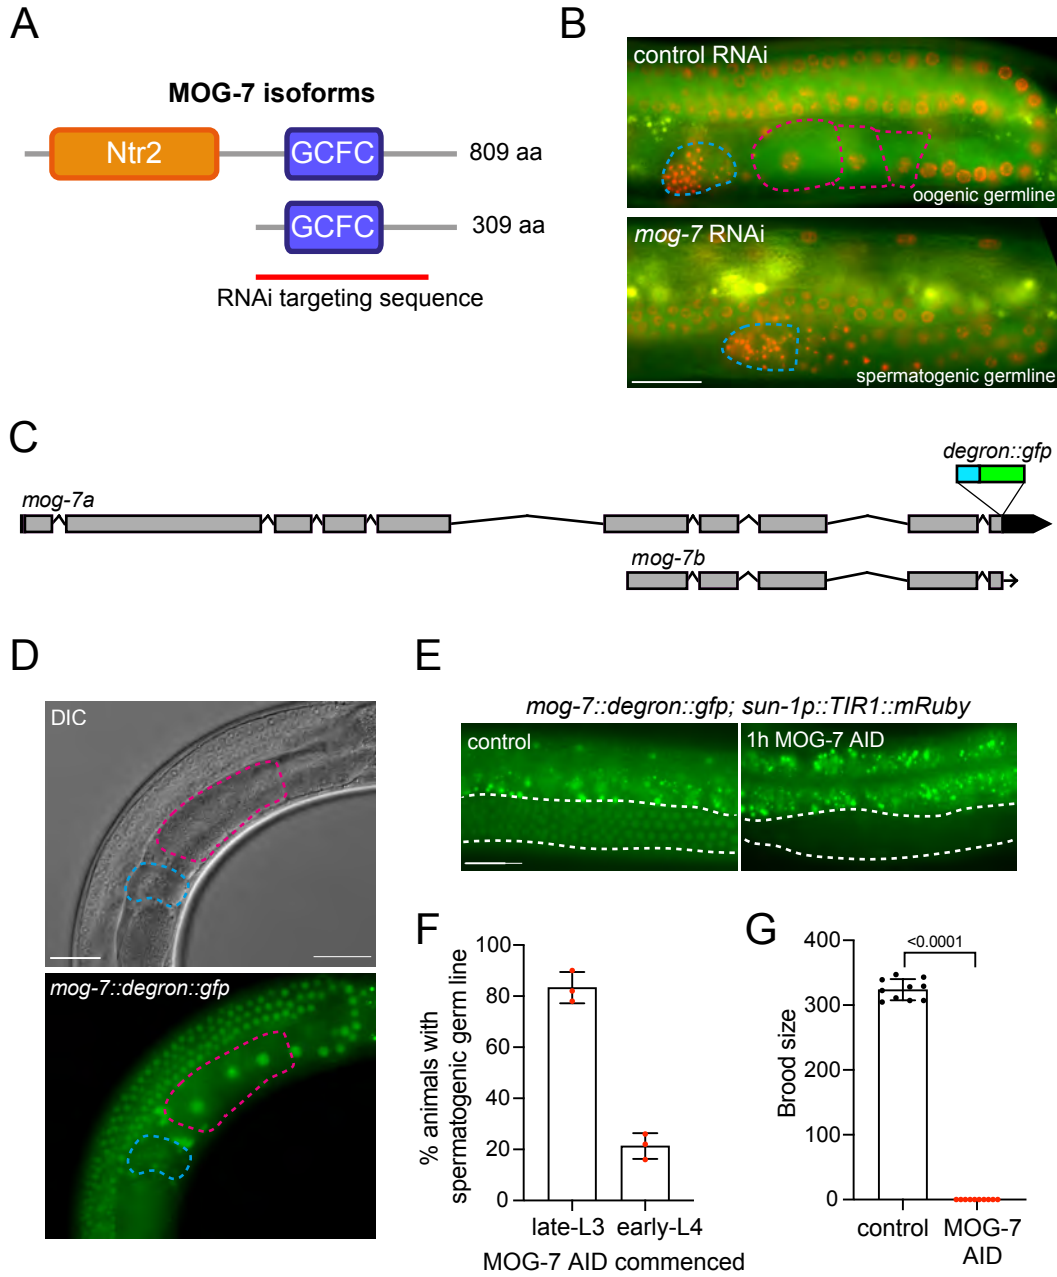 A
MOG-7 isoforms
Ntr2
GCFC
809 aa
GCFC
309 aa
RNAi targeting sequence
B
control RNAi
oogenic germline
mog-7 RNAi
spermatogenic germline
C
degron::gfp
mog-7a
mog-7b
D
DIC
mog-7::degron::gfp
E
mog-7::degron::gfp; sun-1p::TIR1::mRuby
control
1h MOG-7 AID
F
% animals with
spermatogenic germ line
100
80
60
40
20
0
late-L3
early-L4
MOG-7 AID commenced
G
<0.0001
Brood size
400
300
200
100
0
control
MOG-7
AID